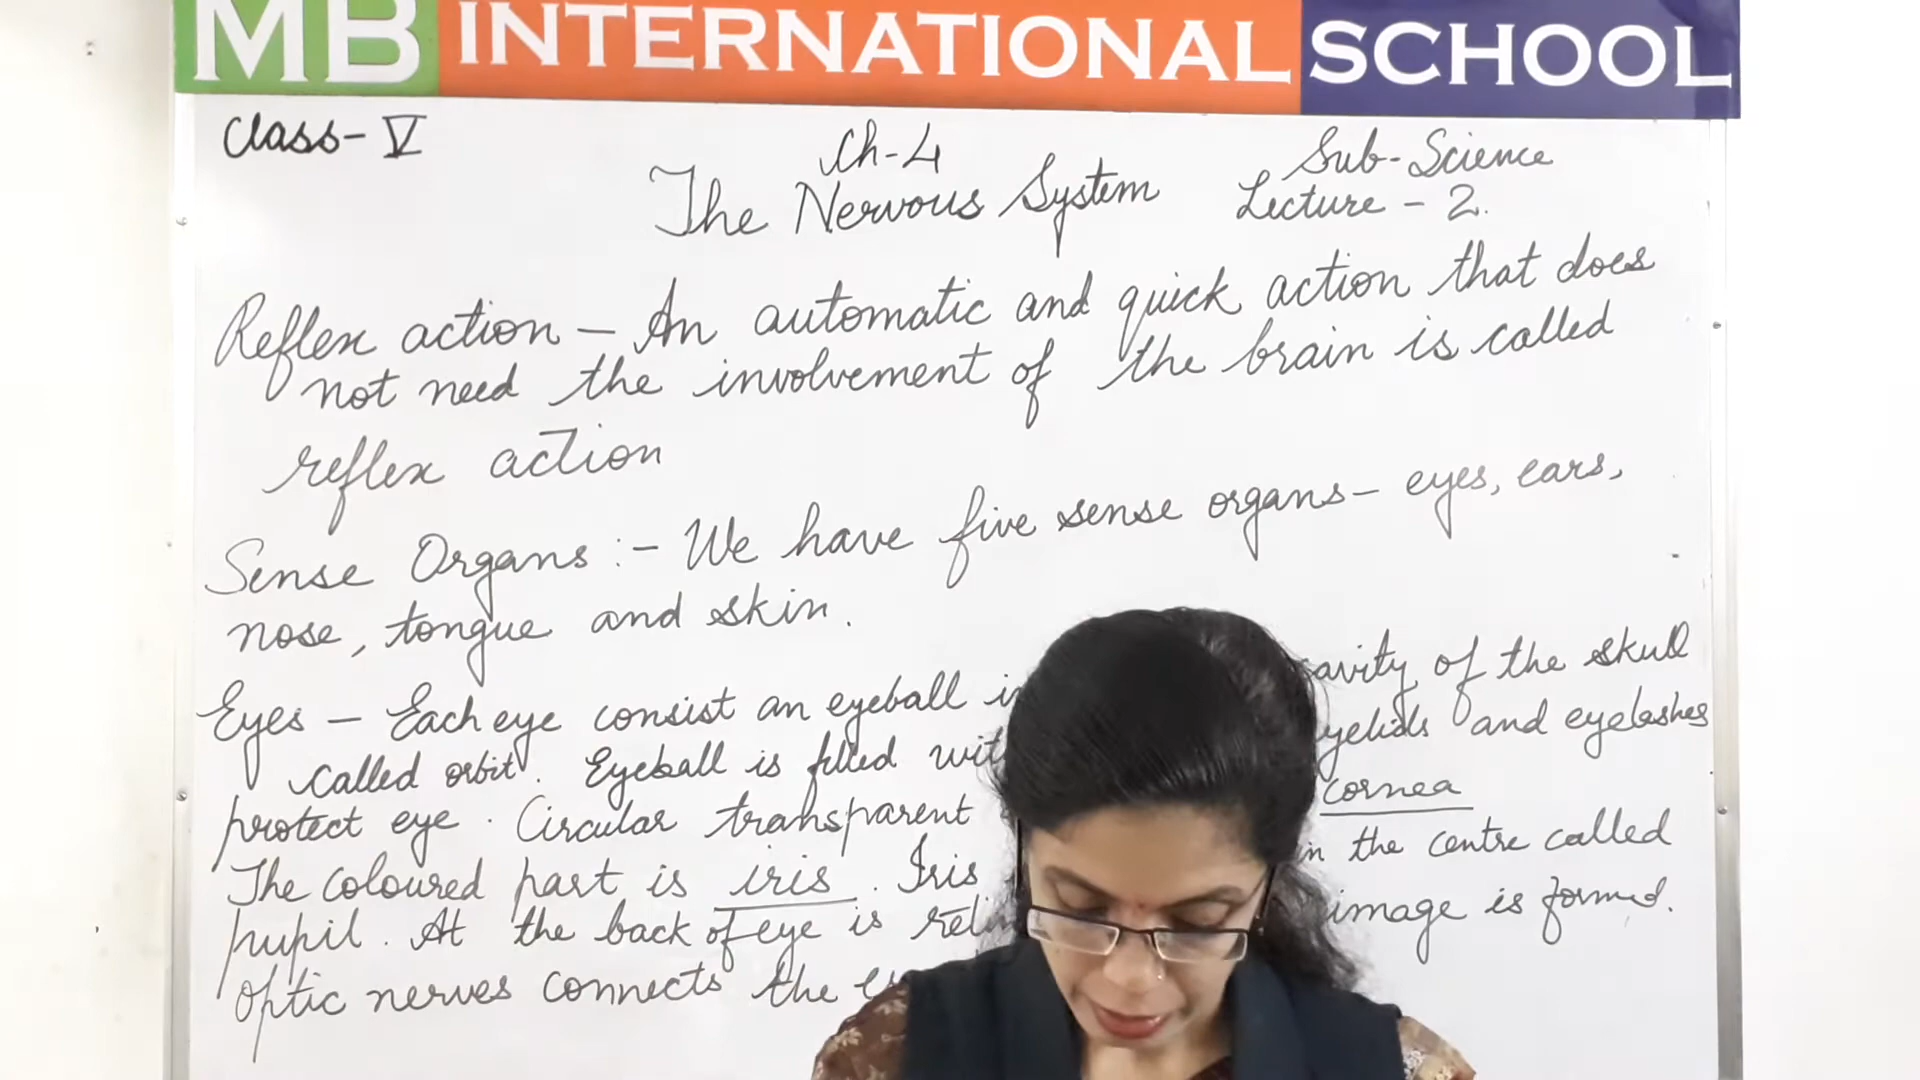 MB INTERNATIONAL SCHOOL
Class-V
Ch-4
Sub-Science
The Nervous System
Lecture - 2.
Reflex action – An automatic and quick action that does
not need the involvement of the brain is called
reflex action
Sense Organs :- We have five sense organs – eyes, ears,
nose, tongue and skin.
Eyes – Each eye consist an eyeball cavity of the skull
called orbit. Eyeball is filled and eyelashes
protect eye. Circular transparent cornea
The coloured part is iris. Iris in the centre called
pupil. At the back of eye is image is formed.
optic nerves connects the